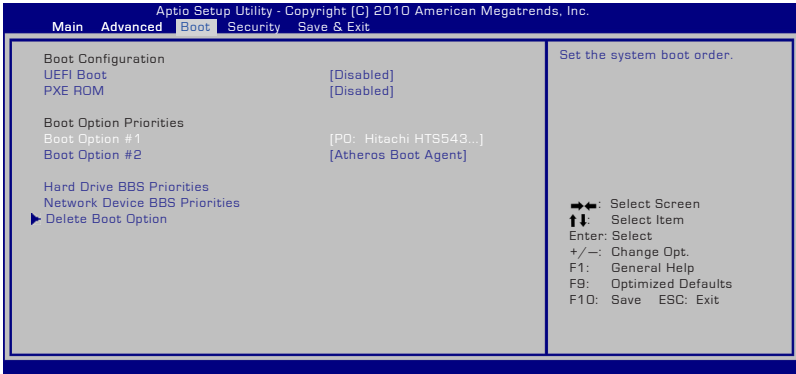 Aptio Setup Utility - Copyright (C) 2010 American Megatrends, Inc.
Main Advanced Boot Security Save & Exit
Boot Configuration
UEFI Boot [Disabled]
PXE ROM [Disabled]
Boot Option Priorities
Boot Option #1 [P0: Hitachi HTS543...]
Boot Option #2 [Atheros Boot Agent]
Hard Drive BBS Priorities
Network Device BBS Priorities
Delete Boot Option
Set the system boot order.
→←: Select Screen
↑↓: Select Item
Enter: Select
+/—: Change Opt.
F1: General Help
F9: Optimized Defaults
F10: Save ESC: Exit